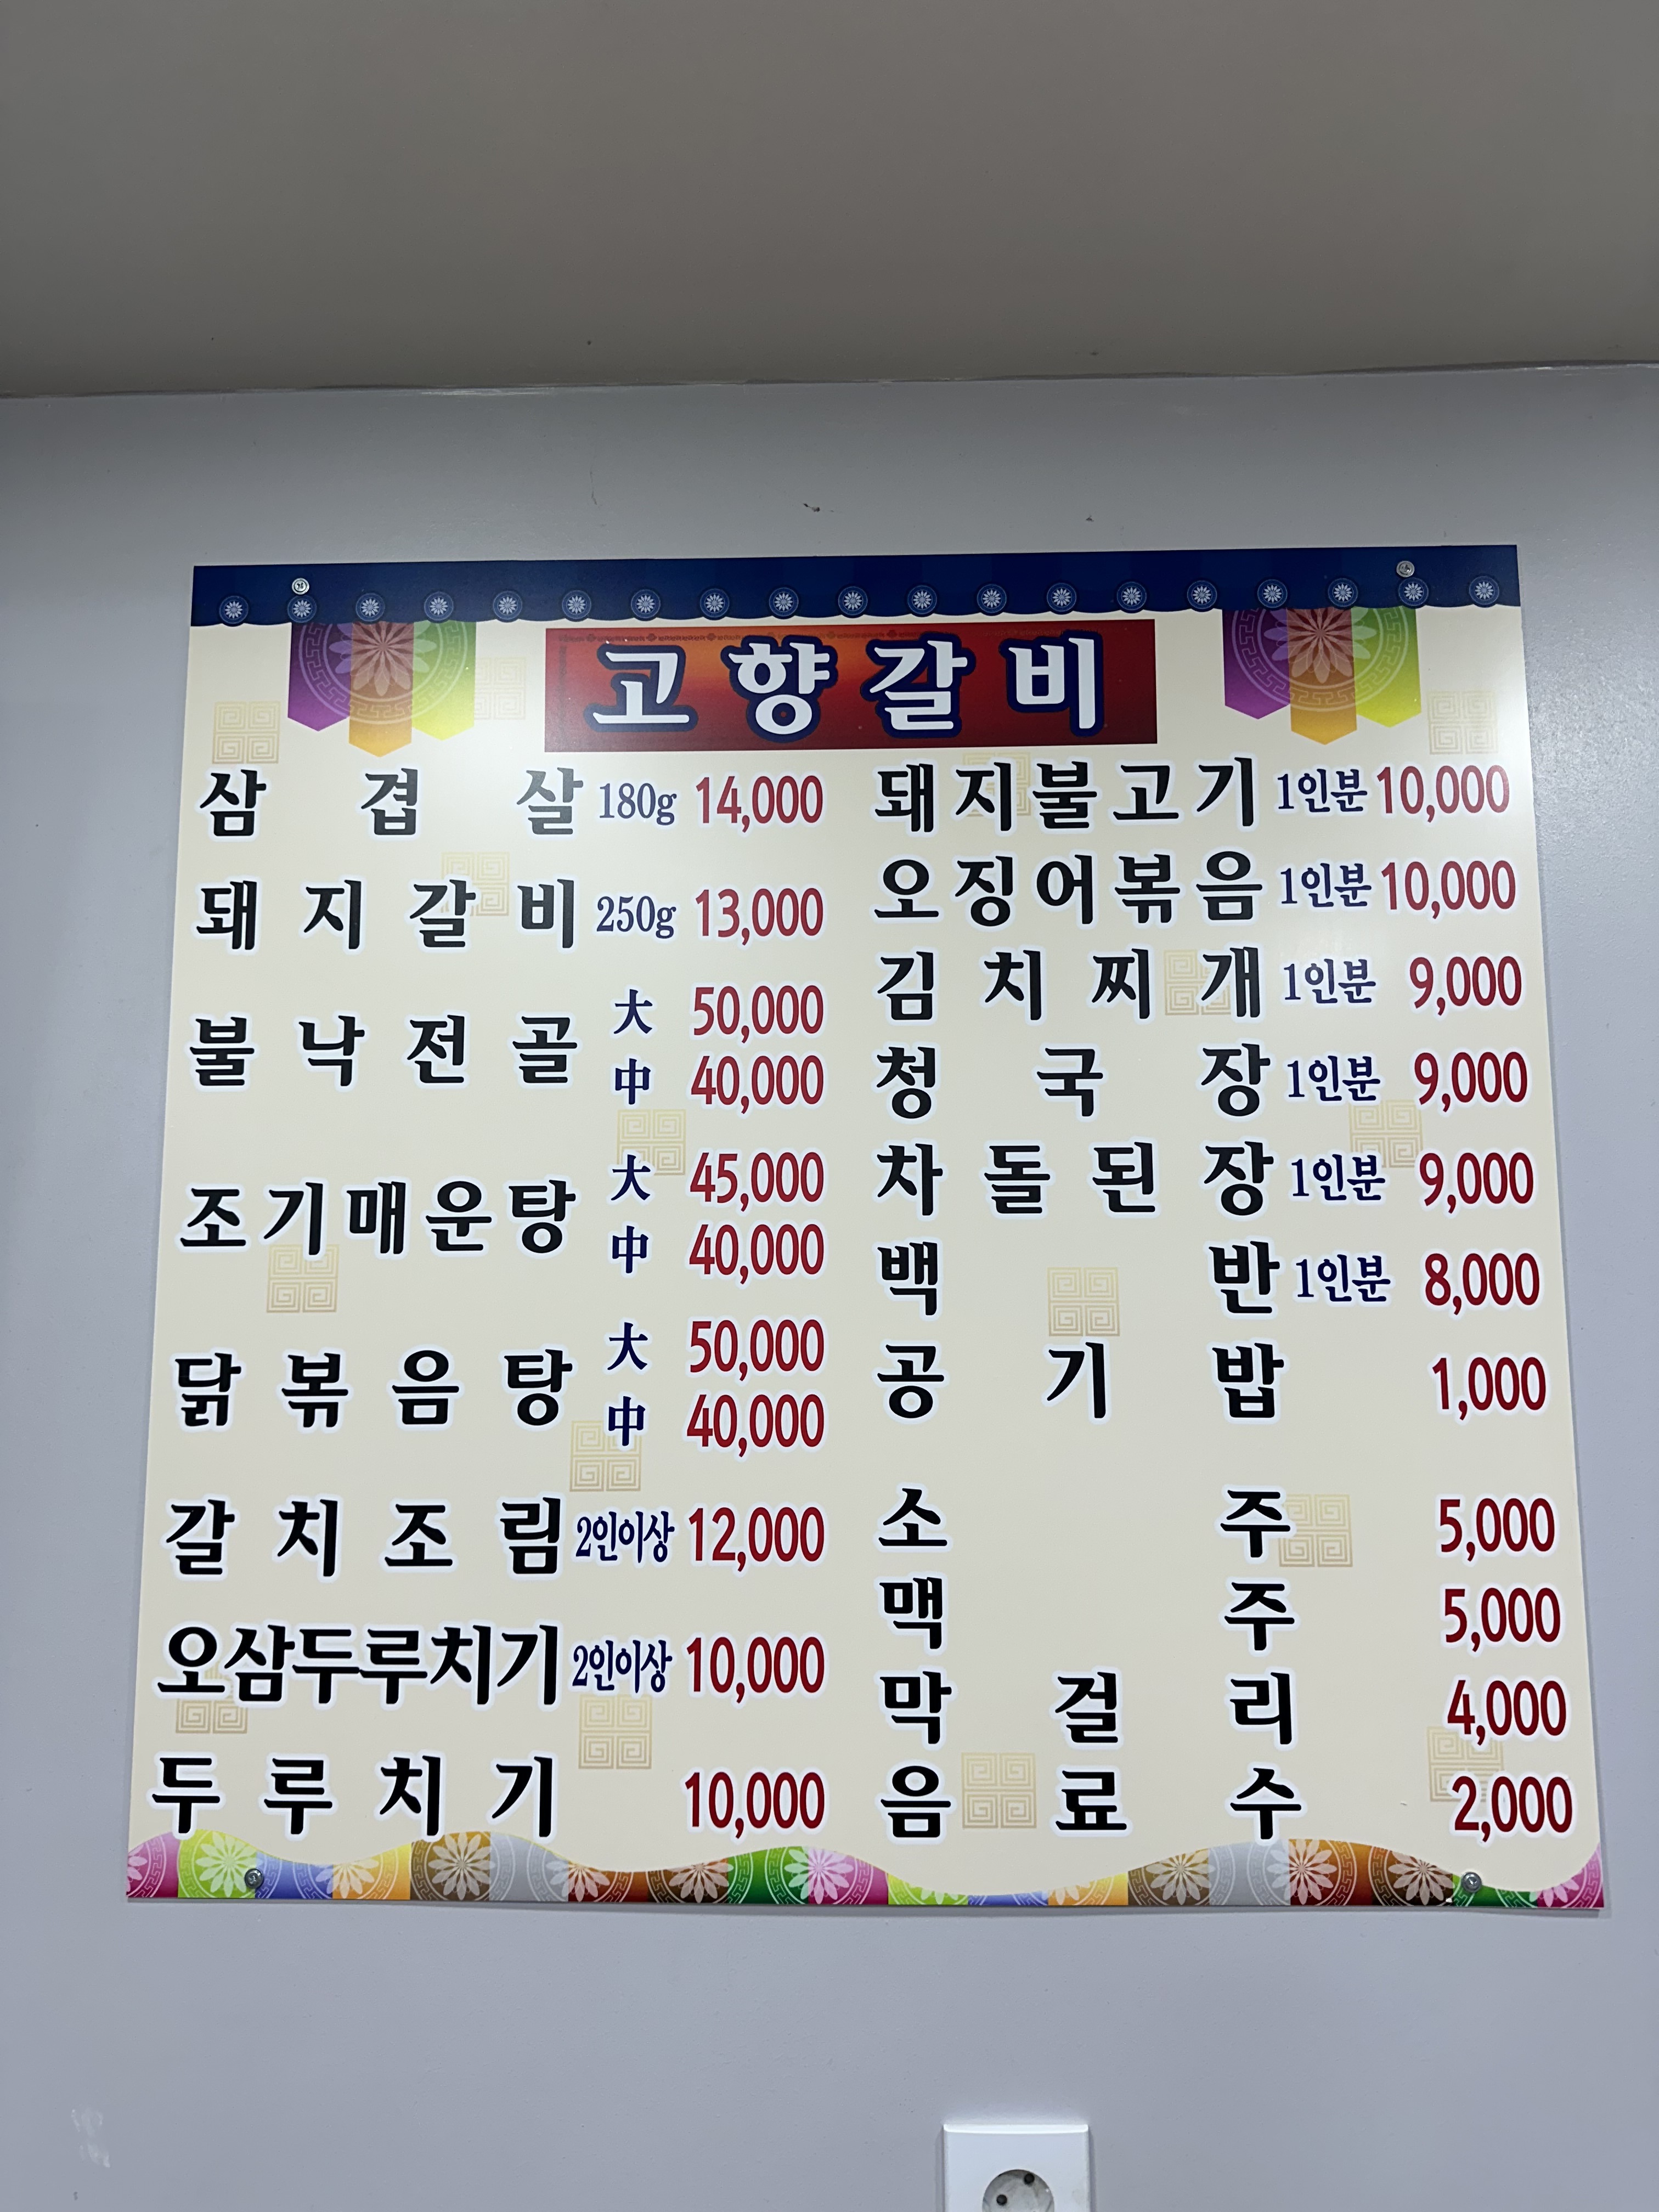 고향갈비
삼겹살 180g 14,000
돼지갈비 250g 13,000
불낙전골 大 50,000
中 40,000
조기매운탕 大 45,000
中 40,000
닭볶음탕 大 50,000
中 40,000
갈치조림 2인이상 12,000
오삼두루치기 2인이상 10,000
두루치기 10,000
돼지불고기 1인분 10,000
오징어볶음 1인분 10,000
김치찌개 1인분 9,000
청국장 1인분 9,000
차돌된장 1인분 9,000
백반 1인분 8,000
공기밥 1,000
소주 5,000
맥주 5,000
막걸리 4,000
음료수 2,000